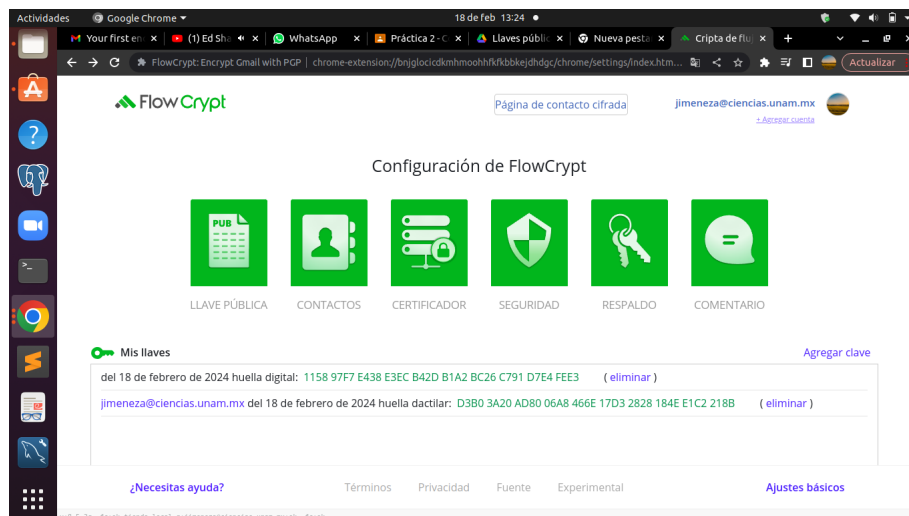 Actividades Google Chrome 18 de feb 13:24
Your first en (1) Ed Sha WhatsApp Práctica 2 - C Llaves públic Nueva pesta Cripta de fluj
FlowCrypt: Encrypt Gmail with PGP | chrome-extension://bnjglocicdkmhmoohhfkfkbbkejdhdgc/chrome/settings/index.htm... Actualizar
FlowCrypt Página de contacto cifrada jimeneza@ciencias.unam.mx
+ Agregar cuenta
Configuración de FlowCrypt
PUB
LLAVE PÚBLICA CONTACTOS CERTIFICADOR SEGURIDAD RESPALDO COMENTARIO
Mis llaves Agregar clave
del 18 de febrero de 2024 huella digital: 1158 97F7 E438 E3EC B42D B1A2 BC26 C791 D7E4 FEE3 ( eliminar )
jimeneza@ciencias.unam.mx del 18 de febrero de 2024 huella dactilar: D3B0 3A20 AD80 06A8 466E 17D3 2828 184E E1C2 218B ( eliminar )
¿Necesitas ayuda? Términos Privacidad Fuente Experimental Ajustes básicos